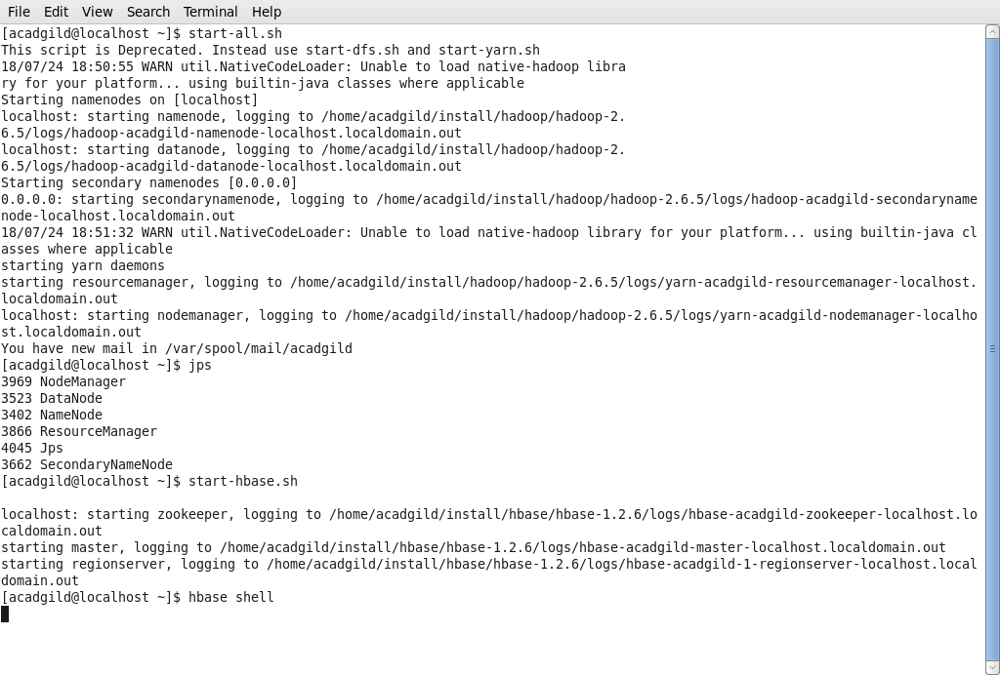 File Edit View Search Terminal Help
[acadgild@localhost ~]$ start-all.sh
This script is Deprecated. Instead use start-dfs.sh and start-yarn.sh
18/07/24 18:50:55 WARN util.NativeCodeLoader: Unable to load native-hadoop libra
ry for your platform... using builtin-java classes where applicable
Starting namenodes on [localhost]
localhost: starting namenode, logging to /home/acadgild/install/hadoop/hadoop-2.
6.5/logs/hadoop-acadgild-namenode-localhost.localdomain.out
localhost: starting datanode, logging to /home/acadgild/install/hadoop/hadoop-2.
6.5/logs/hadoop-acadgild-datanode-localhost.localdomain.out
Starting secondary namenodes [0.0.0.0]
0.0.0.0: starting secondarynamenode, logging to /home/acadgild/install/hadoop/hadoop-2.6.5/logs/hadoop-acadgild-secondaryname
node-localhost.localdomain.out
18/07/24 18:51:32 WARN util.NativeCodeLoader: Unable to load native-hadoop library for your platform... using builtin-java cl
asses where applicable
starting yarn daemons
starting resourcemanager, logging to /home/acadgild/install/hadoop/hadoop-2.6.5/logs/yarn-acadgild-resourcemanager-localhost.
localdomain.out
localhost: starting nodemanager, logging to /home/acadgild/install/hadoop/hadoop-2.6.5/logs/yarn-acadgild-nodemanager-localho
st.localdomain.out
You have new mail in /var/spool/mail/acadgild
[acadgild@localhost ~]$ jps
3969 NodeManager
3523 DataNode
3402 NameNode
3866 ResourceManager
4045 Jps
3662 SecondaryNameNode
[acadgild@localhost ~]$ start-hbase.sh
localhost: starting zookeeper, logging to /home/acadgild/install/hbase/hbase-1.2.6/logs/hbase-acadgild-zookeeper-localhost.lo
caldomain.out
starting master, logging to /home/acadgild/install/hbase/hbase-1.2.6/logs/hbase-acadgild-master-localhost.localdomain.out
starting regionserver, logging to /home/acadgild/install/hbase/hbase-1.2.6/logs/hbase-acadgild-1-regionserver-localhost.local
domain.out
[acadgild@localhost ~]$ hbase shell